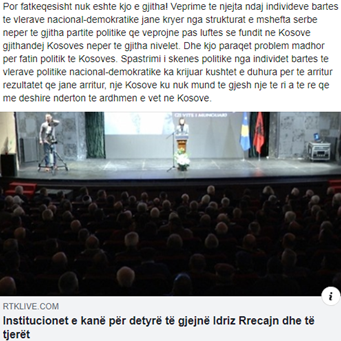 Por fatkeqesisht nuk eshte kjo e gjitha! Veprime te njejta ndaj individeve bartes
te vlerave nacional-demokratike jane kryer nga strukturat e mshefta serbe
neper te gjitha partite politike qe veprojne pas luftes se fundit ne Kosove
gjithandej Kosoves neper te gjitha nivelet. Dhe kjo paraqet problem madhor
per fatin politik te Kosoves. Spastrimi i skenes politike nga individet bartes te
vlerave politike nacional-demokratike ka krijuar kushtet e duhura per te arritur
rezultatet qe jane arritur, nje Kosove ku nuk mund te gjesh nje te ri a te re qe
me deshire nderton te ardhmen e vet ne Kosove.
RTKLIVE.COM
Institucionet e kanë për detyrë të gjejnë Idriz Rrecajn dhe të
tjerët